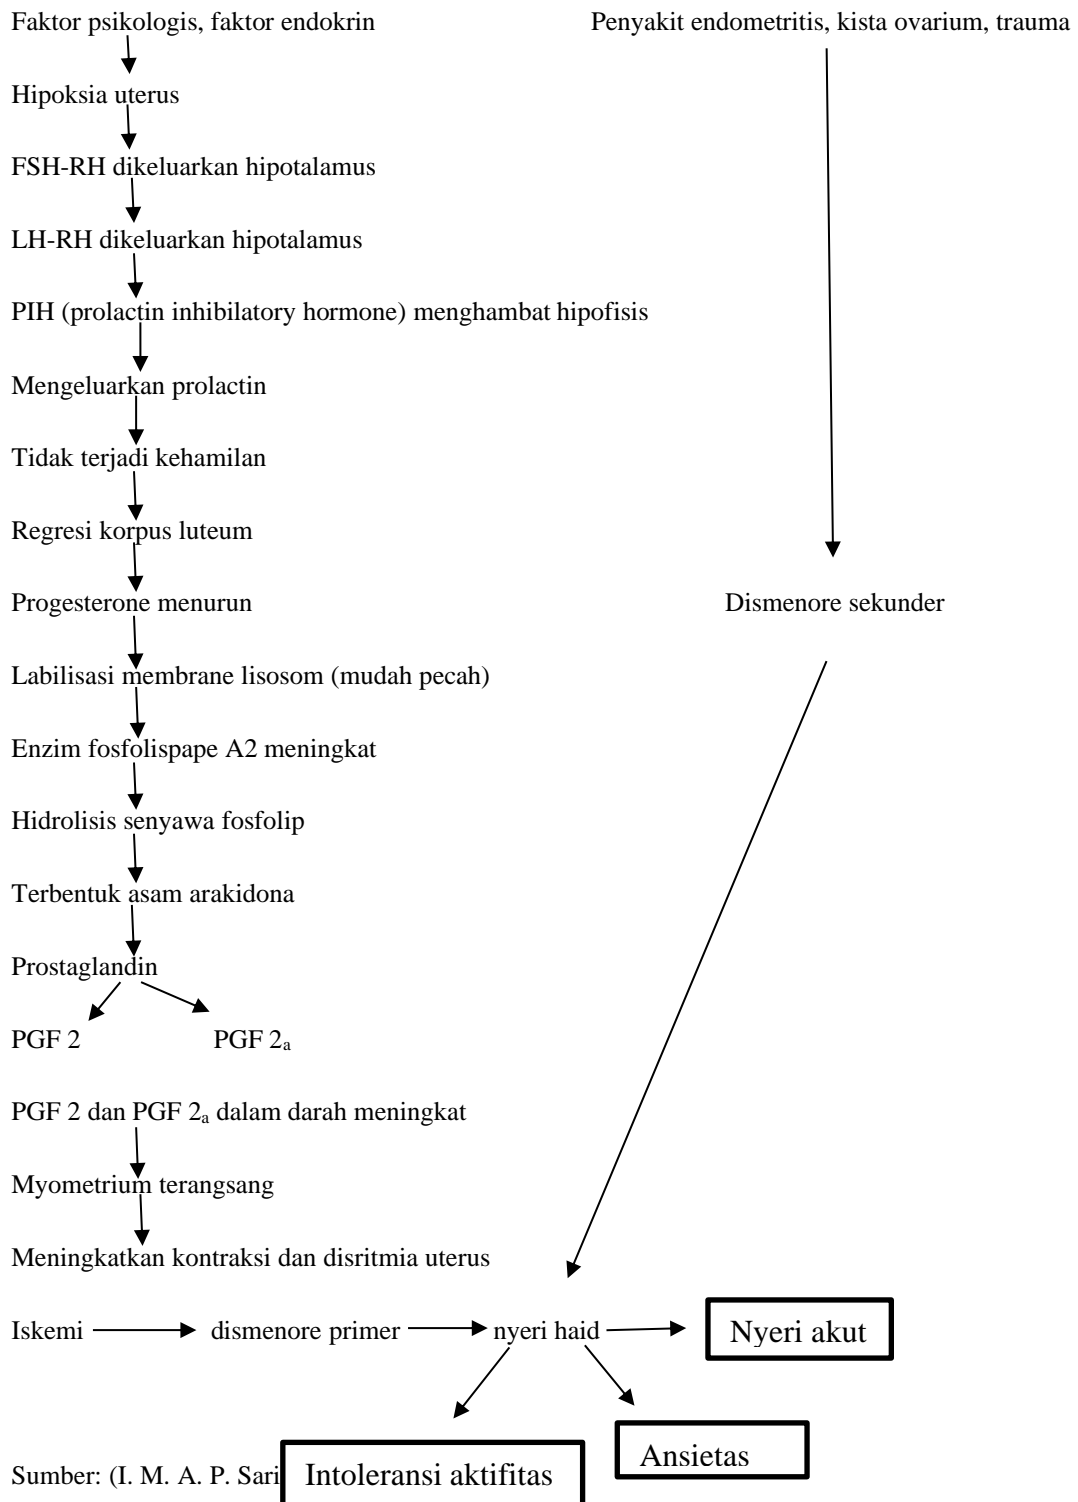 Faktor psikologis, faktor endokrin
Penyakit endometritis, kista ovarium, trauma
Hipoksia uterus
FSH-RH dikeluarkan hipotalamus
LH-RH dikeluarkan hipotalamus
PIH (prolactin inhibilatory hormone) menghambat hipofisis
Mengeluarkan prolactin
Tidak terjadi kehamilan
Regresi korpus luteum
Progesterone menurun
Dismenore sekunder
Labilisasi membrane lisosom (mudah pecah)
Enzim fosfolispape A2 meningkat
Hidrolisis senyawa fosfolip
Terbentuk asam arakidona
Prostaglandin
PGF 2
PGF 2a
PGF 2 dan PGF 2a dalam darah meningkat
Myometrium terangsang
Meningkatkan kontraksi dan disritmia uterus
Iskemi
dismenore primer
nyeri haid
Nyeri akut
Ansietas
Sumber: (I. M. A. P. Sari
Intoleransi aktifitas